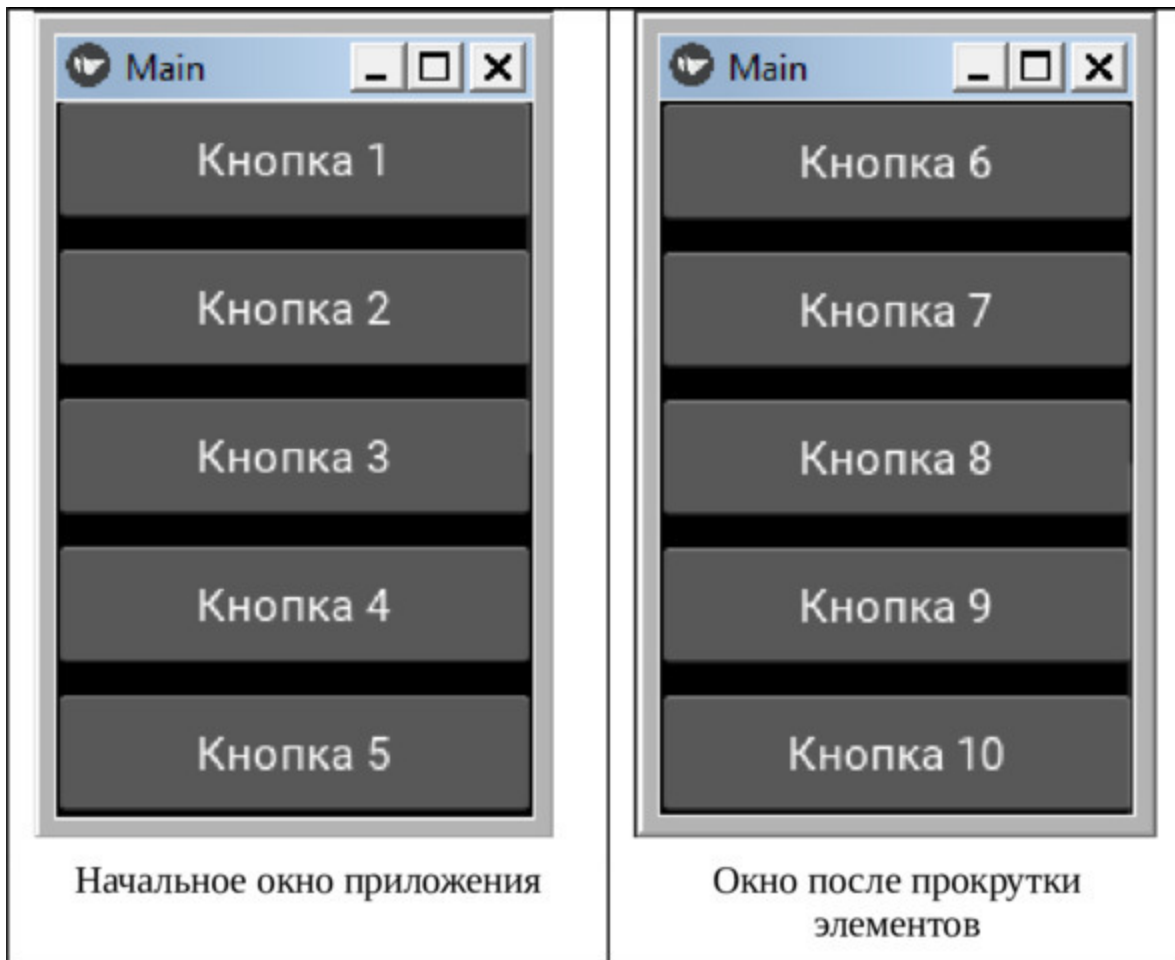 Main
Кнопка 1
Кнопка 2
Кнопка 3
Кнопка 4
Кнопка 5
Начальное окно приложения
Main
Кнопка 6
Кнопка 7
Кнопка 8
Кнопка 9
Кнопка 10
Окно после прокрутки
элементов